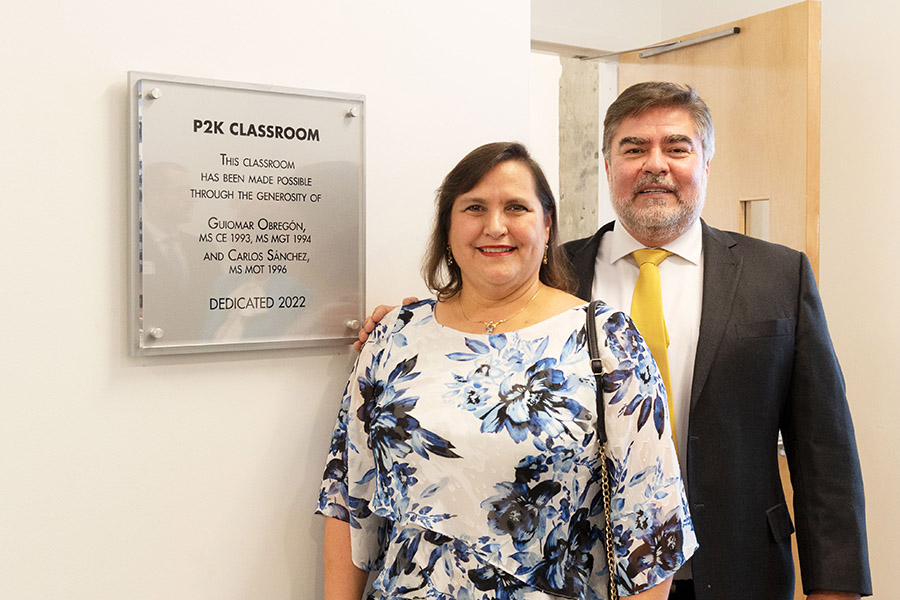 P2K CLASSROOM
THIS CLASSROOM
HAS BEEN MADE POSSIBLE
THROUGH THE GENEROSITY OF
GUIOMAR OBREGÓN,
MS CE 1993, MS MGT 1994
AND CARLOS SÁNCHEZ,
MS MOT 1996
DEDICATED 2022